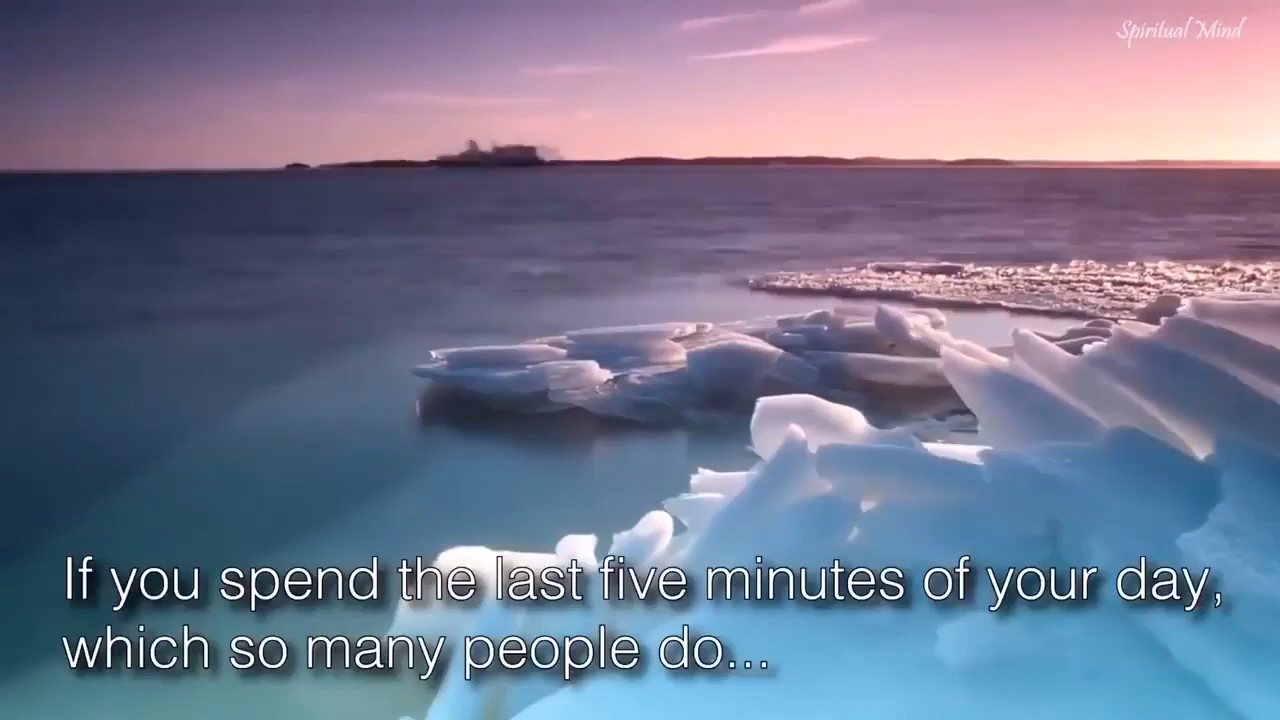 Spiritual Mind
If you spend the last five minutes of your day,
which so many people do...